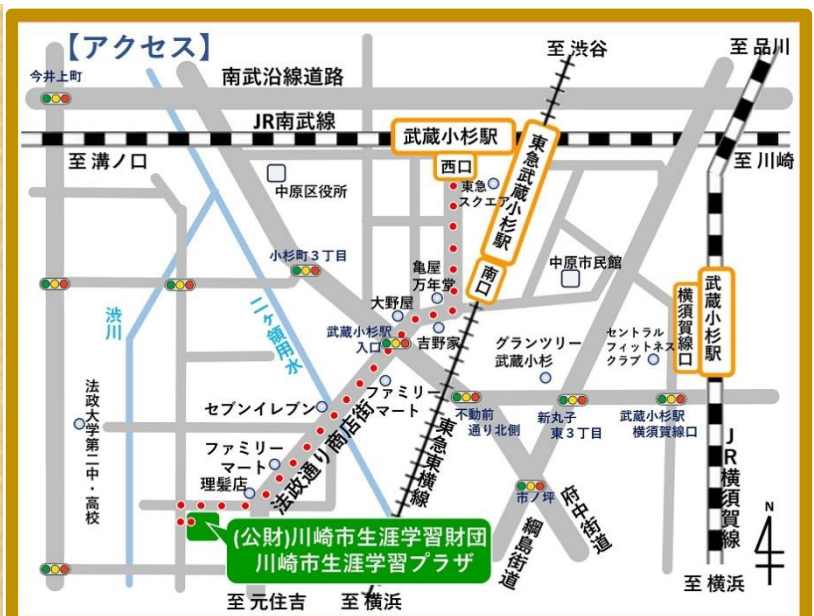 【アクセス】
至 渋谷
至 品川
今井上町
南武沿線道路
JR南武線
武蔵小杉駅
西口
至 溝ノ口
至 川崎
東急武蔵小杉駅
南口
東急
スクエア
中原区役所
小杉町3丁目
亀屋
万年堂
中原市民館
大野屋
武蔵小杉駅
入口
吉野家
グランツリー
武蔵小杉
セントラル
フィットネス
クラブ
横須賀線口
武蔵小杉駅
渋川
二ヶ領用水
ファミリー
マート
セブンイレブン
法政通り商店街
不動前
通り北側
新丸子
東3丁目
武蔵小杉駅
横須賀線口
法政大学第二中・高校
ファミリー
マート
理髪店
東急東横線
市ノ坪
府中街道
綱島街道
JR横須賀線
N
(公財)川崎市生涯学習財団
川崎市生涯学習プラザ
至 元住吉
至 横浜
至 横浜